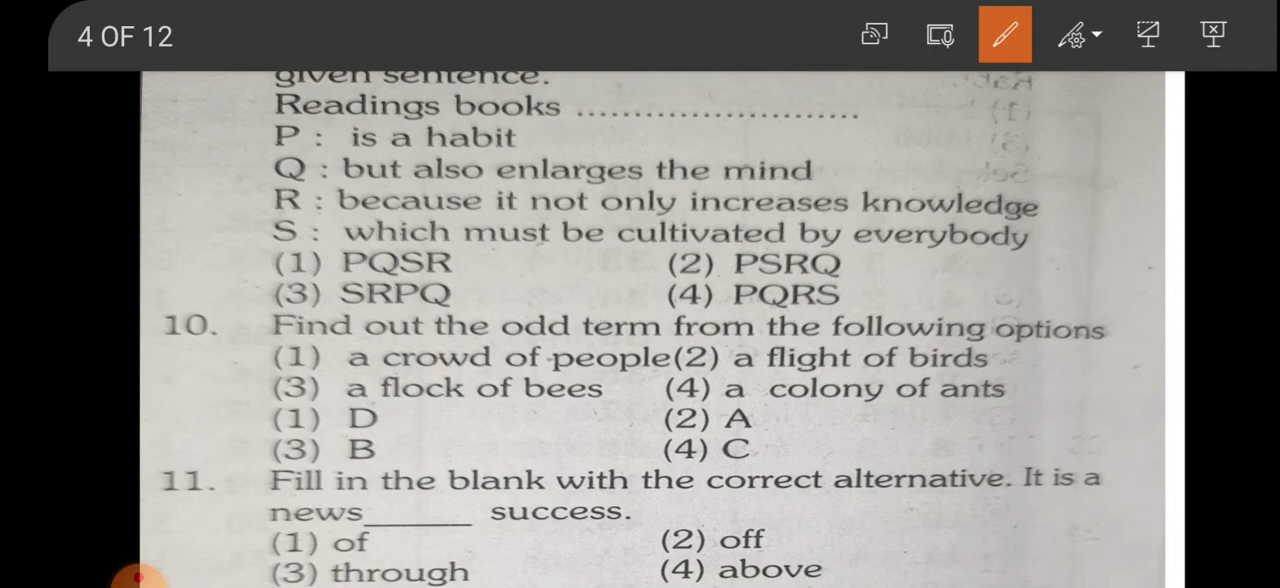 4 OF 12
given sentence.
Readings books ..........................
P : is a habit
Q : but also enlarges the mind
R : because it not only increases knowledge
S : which must be cultivated by everybody
(1) PQSR (2) PSRQ
(3) SRPQ (4) PQRS
10. Find out the odd term from the following options
(1) a crowd of people(2) a flight of birds
(3) a flock of bees (4) a colony of ants
(1) D (2) A
(3) B (4) C
11. Fill in the blank with the correct alternative. It is a
news_______ success.
(1) of (2) off
(3) through (4) above